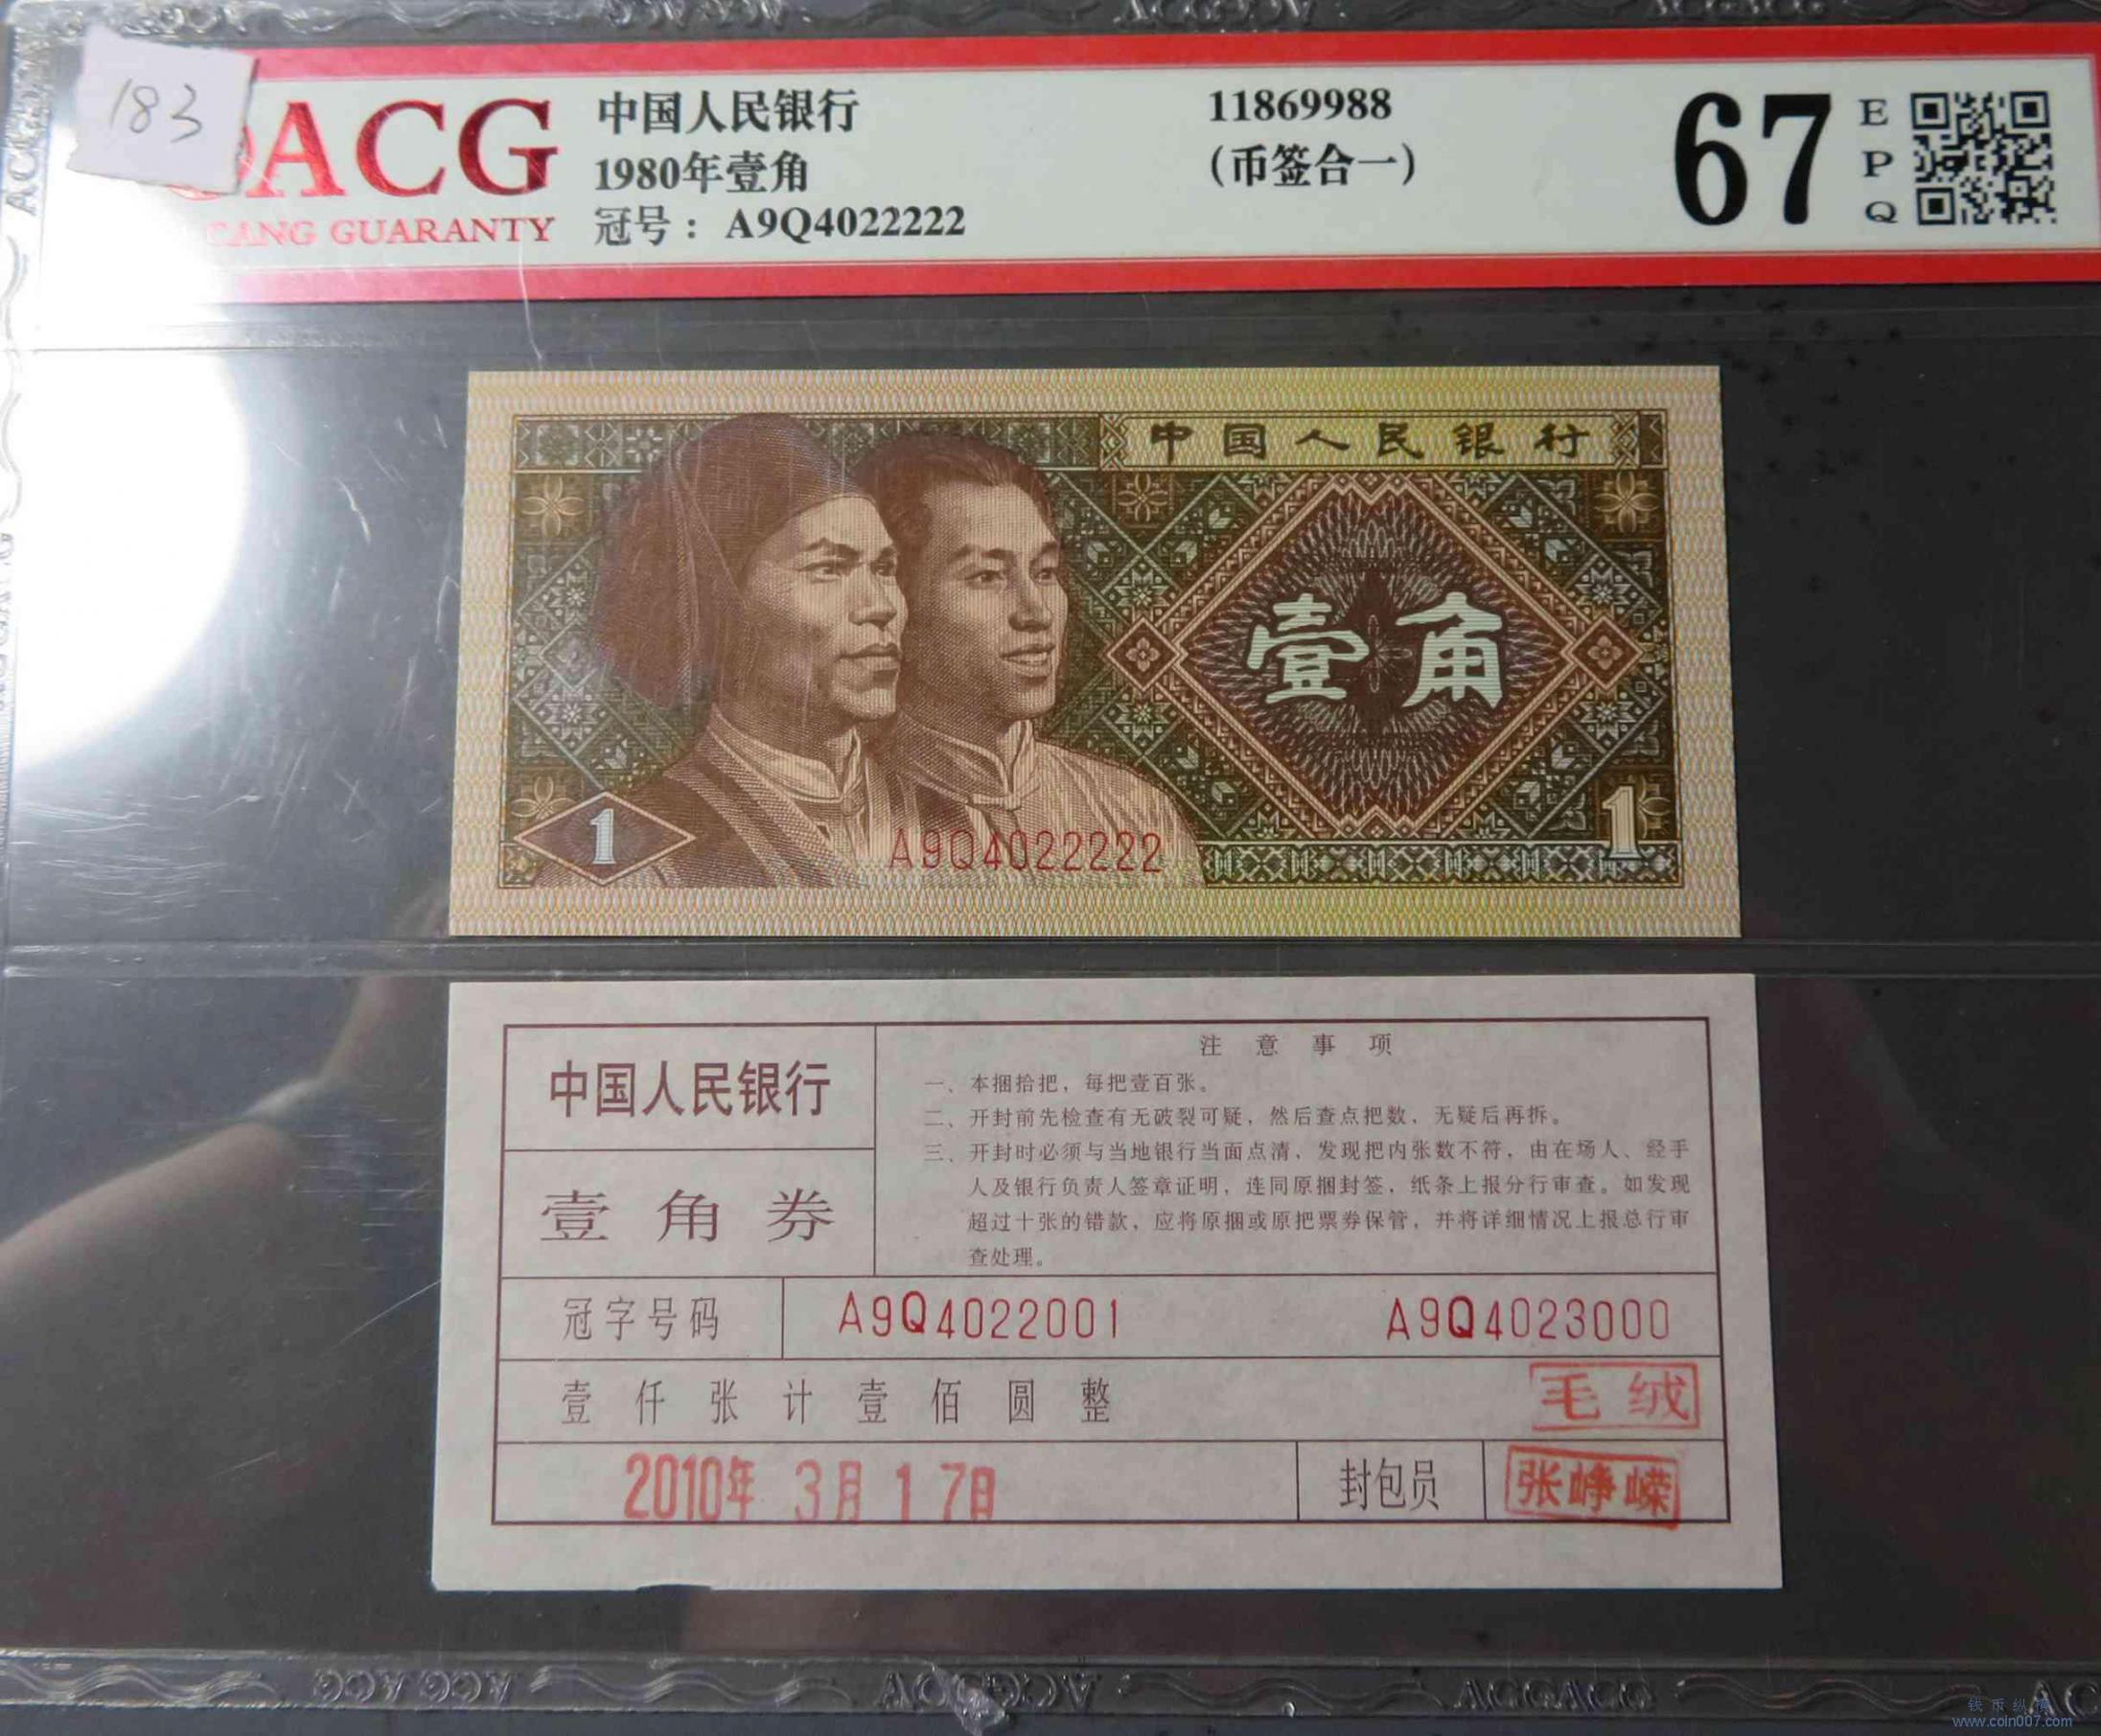 183
ACG
CANG GUARANTY
中国人民银行
1980年壹角
冠号： A9Q4022222
11869988
(币签合一)
67
E
P
Q
中国人民银行
壹角
1
1
A9Q4022222
中国人民银行
壹角券
注意事项
一、本捆拾把，每把壹百张。
二、开封前先检查有无破裂可疑，然后查点把数，无疑后再拆。
三、开封时必须与当地银行当面点清，发现把内张数不符，由在场人、经手
人及银行负责人签章证明，连同原捆封签，纸条上报分行审查。如发现
超过十张的错款，应将原捆或原把票券保管，并将详细情况上报总行审
查处理。
冠字号码 A9Q4022001 A9Q4023000
壹仟张计壹佰圆整
毛绒
2010年 3月17日
封包员
张峥嵘
ACGACG
www.coin007.com